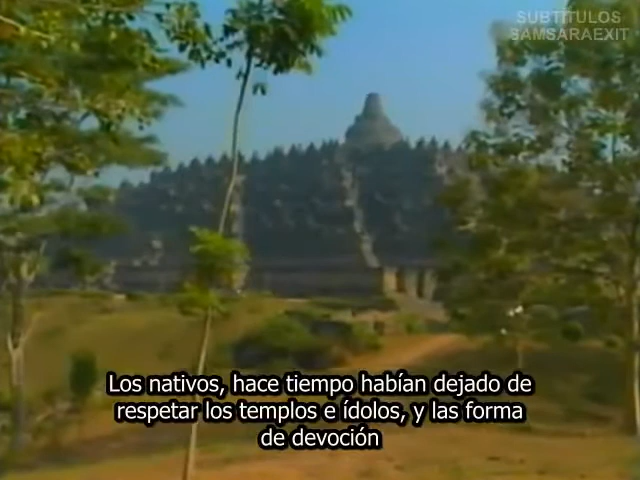 SUBTITULOS
SAMSARAEXIT
Los nativos, hace tiempo habían dejado de
respetar los templos e ídolos, y las forma
de devoción